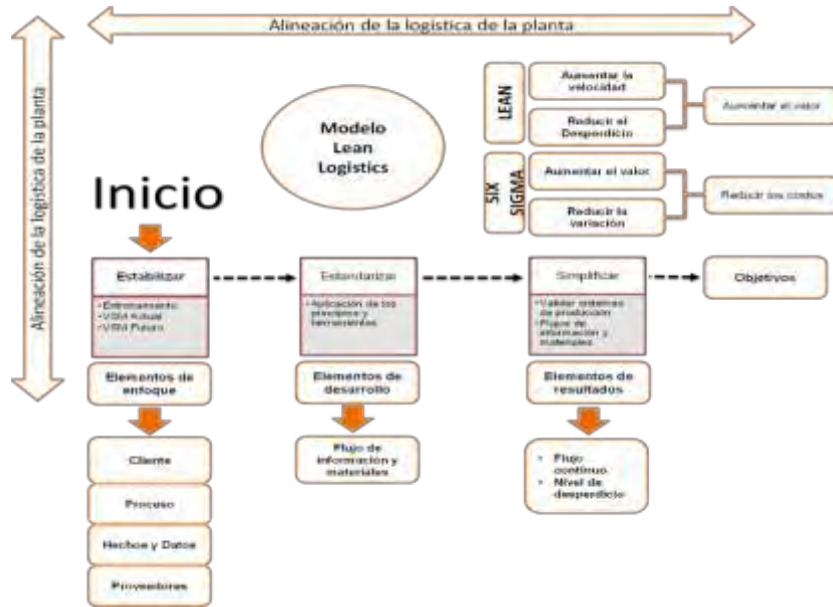 Alineación de la logistica de la planta
Alineación de la logística de la planta
Modelo
Lean
Logistics
LEAN
Aumentar la
velocidad
Reducir el
Desperdicio
Aumentar el valor
SIX
SIGMA
Aumentar el valor
Reducir la
variación
Reducir los costos
Inicio
Estabilizar
• Entrenamiento
• VSM Actual
• VSM Futuro
Estandarizar
• Aplicación de los
principios y
herramientas
Simplificar
• Validar sistemas
de producción
• Flujos de
información y
materiales
Objetivos
Elementos de
enfoque
Elementos de
desarrollo
Elementos de
resultados
Cliente
Proceso
Hechos y Datos
Proveedores
Flujo de
información y
materiales
• Flujo
continuo
• Nivel de
desperdicio